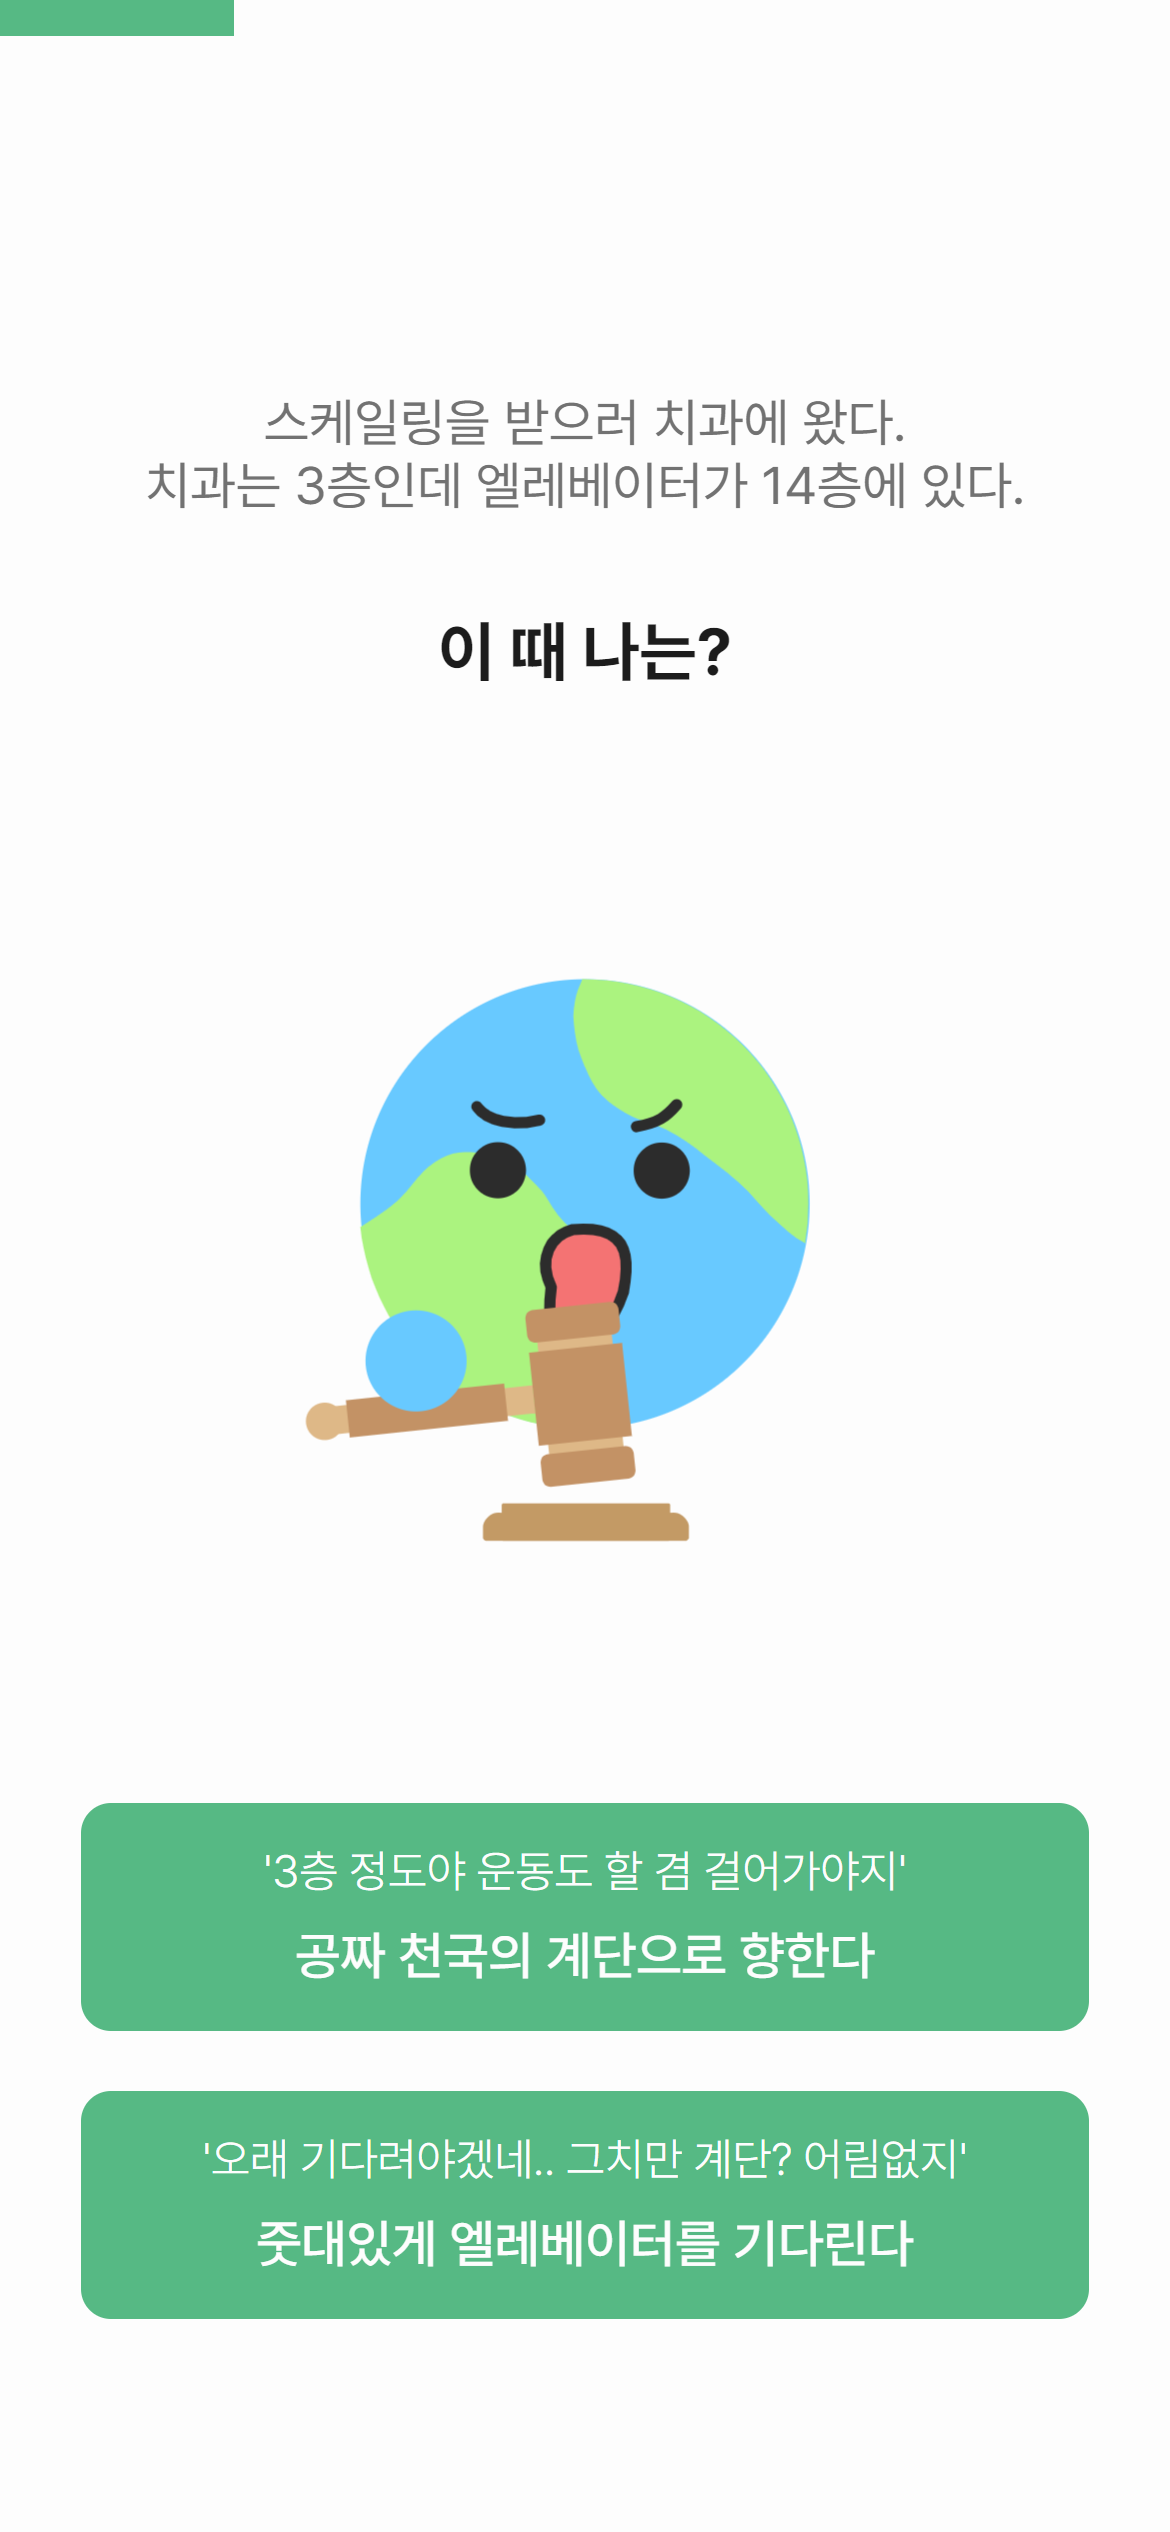 스케일링을 받으러 치과에 왔다.
치과는 3층인데 엘레베이터가 14층에 있다.
이 때 나는?
'3층 정도야 운동도 할 겸 걸어가야지'
공짜 천국의 계단으로 향한다
'오래 기다려야겠네.. 그치만 계단? 어림없지'
줏대있게 엘레베이터를 기다린다